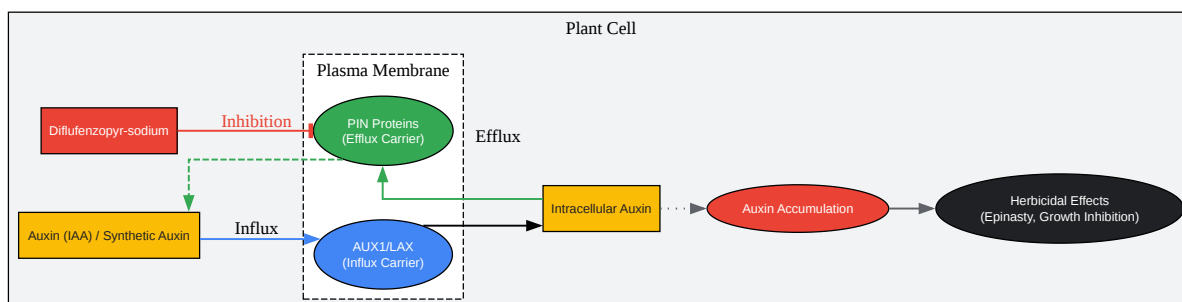 Plant Cell
Plasma Membrane
Diflufenzopyr-sodium
Inhibition
PIN Proteins
(Efflux Carrier)
Efflux
Auxin (IAA) / Synthetic Auxin
Influx
AUX1/LAX
(Influx Carrier)
Intracellular Auxin
Auxin Accumulation
Herbicidal Effects
(Epinasty, Growth Inhibition)